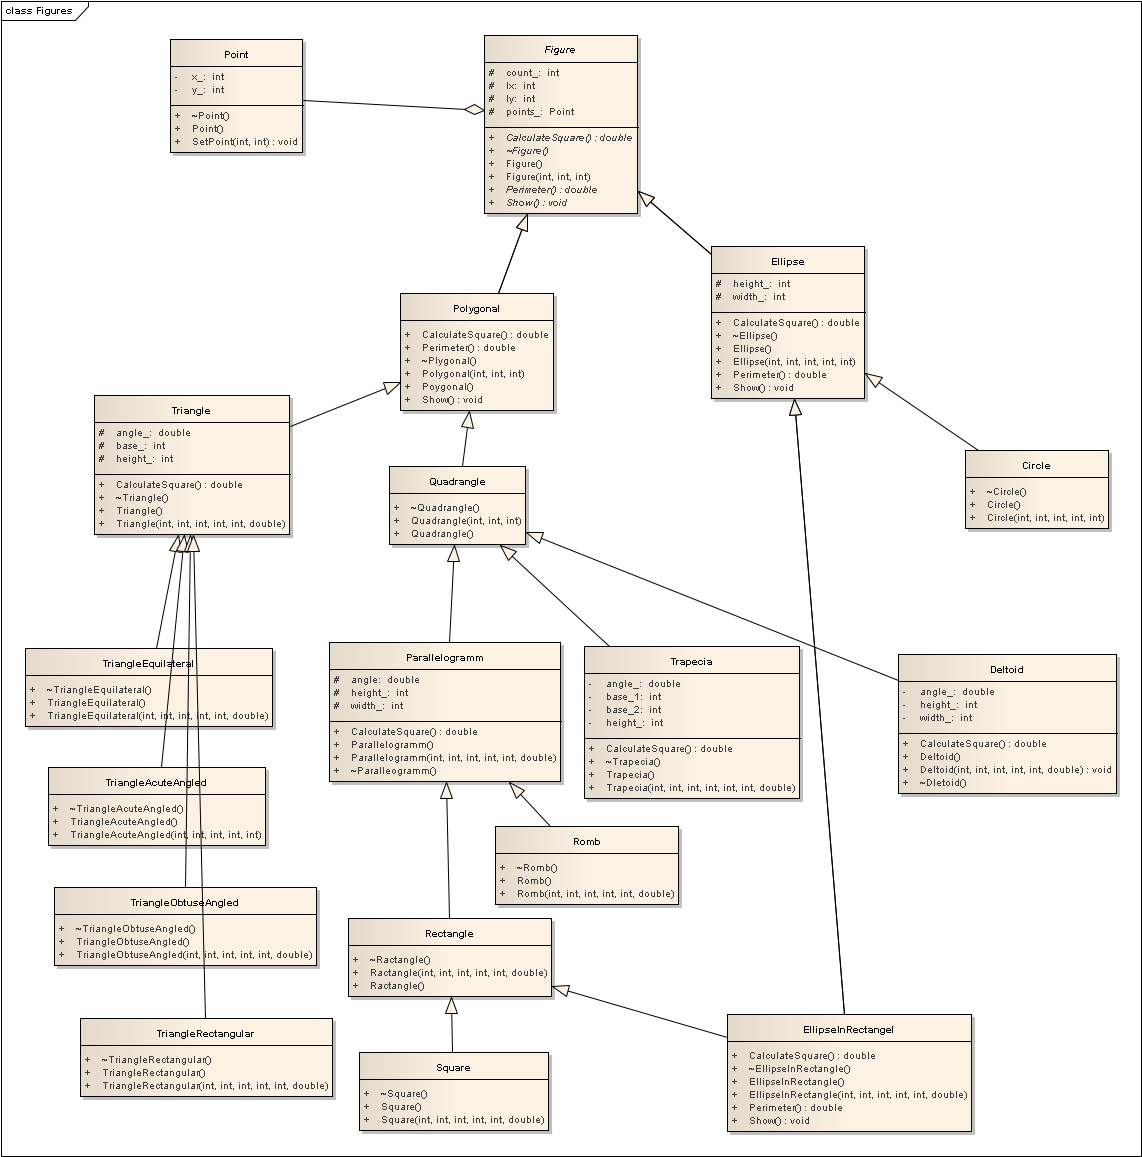 class Figures
Point
- x_: int
- y_: int
+ ~Point()
+ Point()
+ SetPoint(int, int) : void
Figure
# count_: int
# lx: int
# ly: int
# points_: Point
+ CalculateSquare() : double
+ ~Figure()
+ Figure()
+ Figure(int, int, int)
+ Perimeter() : double
+ Show() : void
Ellipse
# height_: int
# width_: int
+ CalculateSquare() : double
+ ~Ellipse()
+ Ellipse()
+ Ellipse(int, int, int, int, int)
+ Perimeter() : double
+ Show() : void
Polygonal
+ CalculateSquare() : double
+ Perimeter() : double
+ ~Plygonal()
+ Polygonal(int, int, int)
+ Poygonal()
+ Show() : void
Triangle
# angle_: double
# base_: int
# height_: int
+ CalculateSquare() : double
+ ~Triangle()
+ Triangle()
+ Triangle(int, int, int, int, int, double)
Quadrangle
+ ~Quadrangle()
+ Quadrangle(int, int, int)
+ Quadrangle()
Circle
+ ~Circle()
+ Circle()
+ Circle(int, int, int, int, int)
TriangleEquilateral
+ ~TriangleEquilateral()
+ TriangleEquilateral()
+ TriangleEquilateral(int, int, int, int, int, double)
Parallelogramm
# angle: double
# height_: int
# width_: int
+ CalculateSquare() : double
+ Parallelogramm()
+ Parallelogramm(int, int, int, int, int, double)
+ ~Paralleogramm()
Trapecia
- angle_: double
- base_1: int
- base_2: int
- height_: int
+ CalculateSquare() : double
+ ~Trapecia()
+ Trapecia()
+ Trapecia(int, int, int, int, int, int, double)
Deltoid
- angle_: double
- height_: int
- width_: int
+ CalculateSquare() : double
+ Deltoid()
+ Deltoid(int, int, int, int, int, double) : void
+ ~Dletoid()
TriangleAcuteAngled
+ ~TriangleAcuteAngled()
+ TriangleAcuteAngled()
+ TriangleAcuteAngled(int, int, int, int, int)
Romb
+ ~Romb()
+ Romb()
+ Romb(int, int, int, int, int, double)
TriangleObtuseAngled
+ ~TriangleObtuseAngled()
+ TriangleObtuseAngled()
+ TriangleObtuseAngled(int, int, int, int, int, double)
Rectangle
+ ~Ractangle()
+ Ractangle(int, int, int, int, int, double)
+ Ractangle()
TriangleRectangular
+ ~TriangleRectangular()
+ TriangleRectangular()
+ TriangleRectangular(int, int, int, int, int, double)
Square
+ ~Square()
+ Square()
+ Square(int, int, int, int, int, double)
EllipseInRectangel
+ CalculateSquare() : double
+ ~EllipseInRectangle()
+ EllipseInRectangle()
+ EllipseInRectangle(int, int, int, int, int, double)
+ Perimeter() : double
+ Show() : void